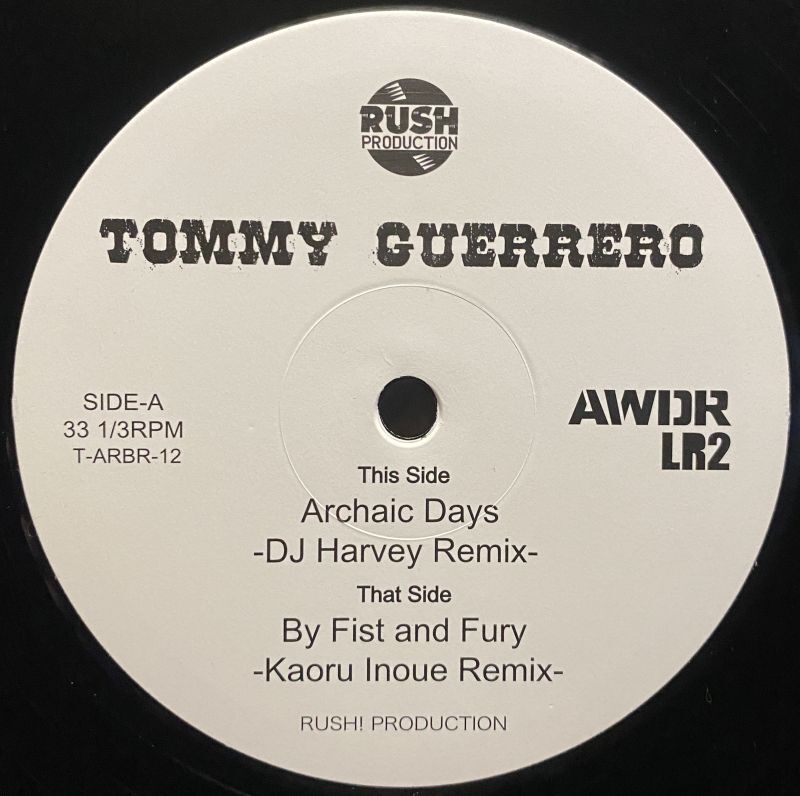 RUSH
PRODUCTION
TOMMY GUERRERO
SIDE-A
33 1/3RPM
T-ARBR-12
AWDR
LR2
This Side
Archaic Days
-DJ Harvey Remix-
That Side
By Fist and Fury
-Kaoru Inoue Remix-
RUSH! PRODUCTION